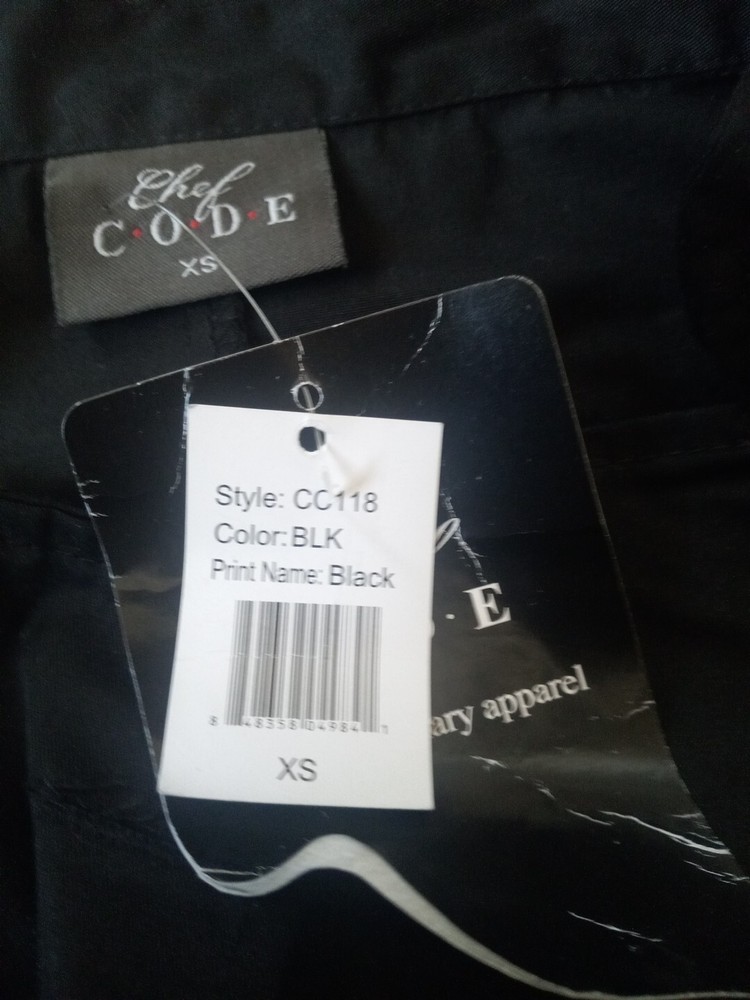 Chef
C·O·D·E
XS
Style: CC118
Color:BLK
Print Name: Black
8 48358 04984 1
XS
E
ary apparel